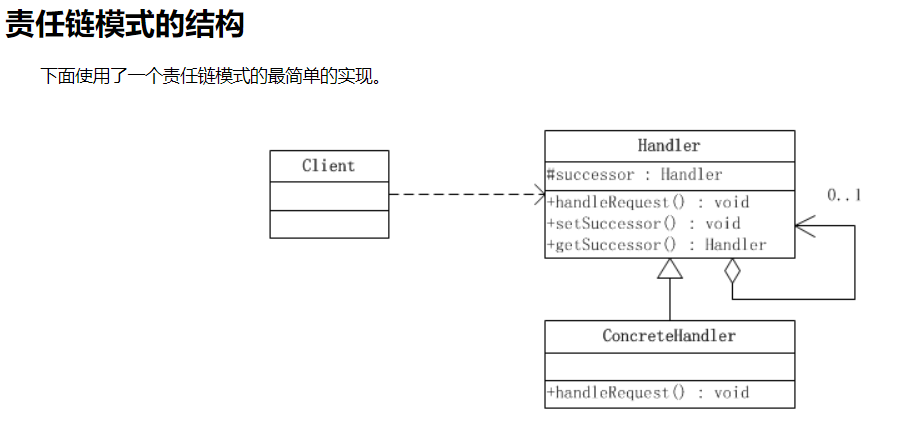 责任链模式的结构
下面使用了一个责任链模式的最简单的实现。
Client
Handler
#successor : Handler
+handleRequest() : void
+setSuccessor() : void
+getSuccessor() : Handler
0..1
ConcreteHandler
+handleRequest() : void